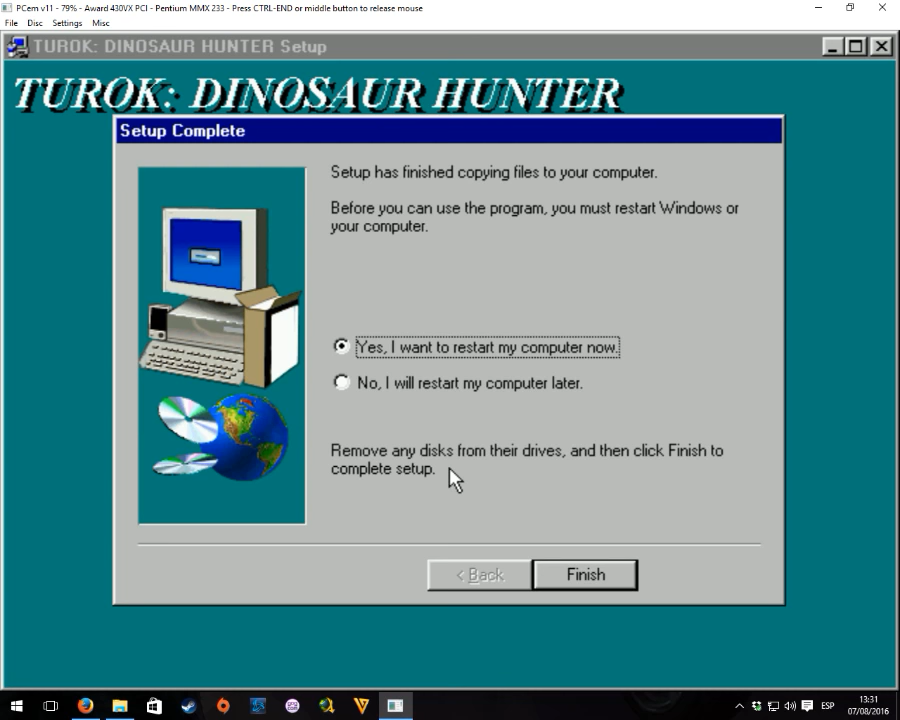 PCem v11 - 79% - Award 430VX PCI - Pentium MMX 233 - Press CTRL-END or middle button to release mouse
File Disc Settings Misc
TUROK: DINOSAUR HUNTER Setup
TUROK: DINOSAUR HUNTER
Setup Complete
Setup has finished copying files to your computer.
Before you can use the program, you must restart Windows or
your computer.
Yes, I want to restart my computer now.
No, I will restart my computer later.
Remove any disks from their drives, and then click Finish to
complete setup.
< Back Finish
13:31
ESP
07/08/2016